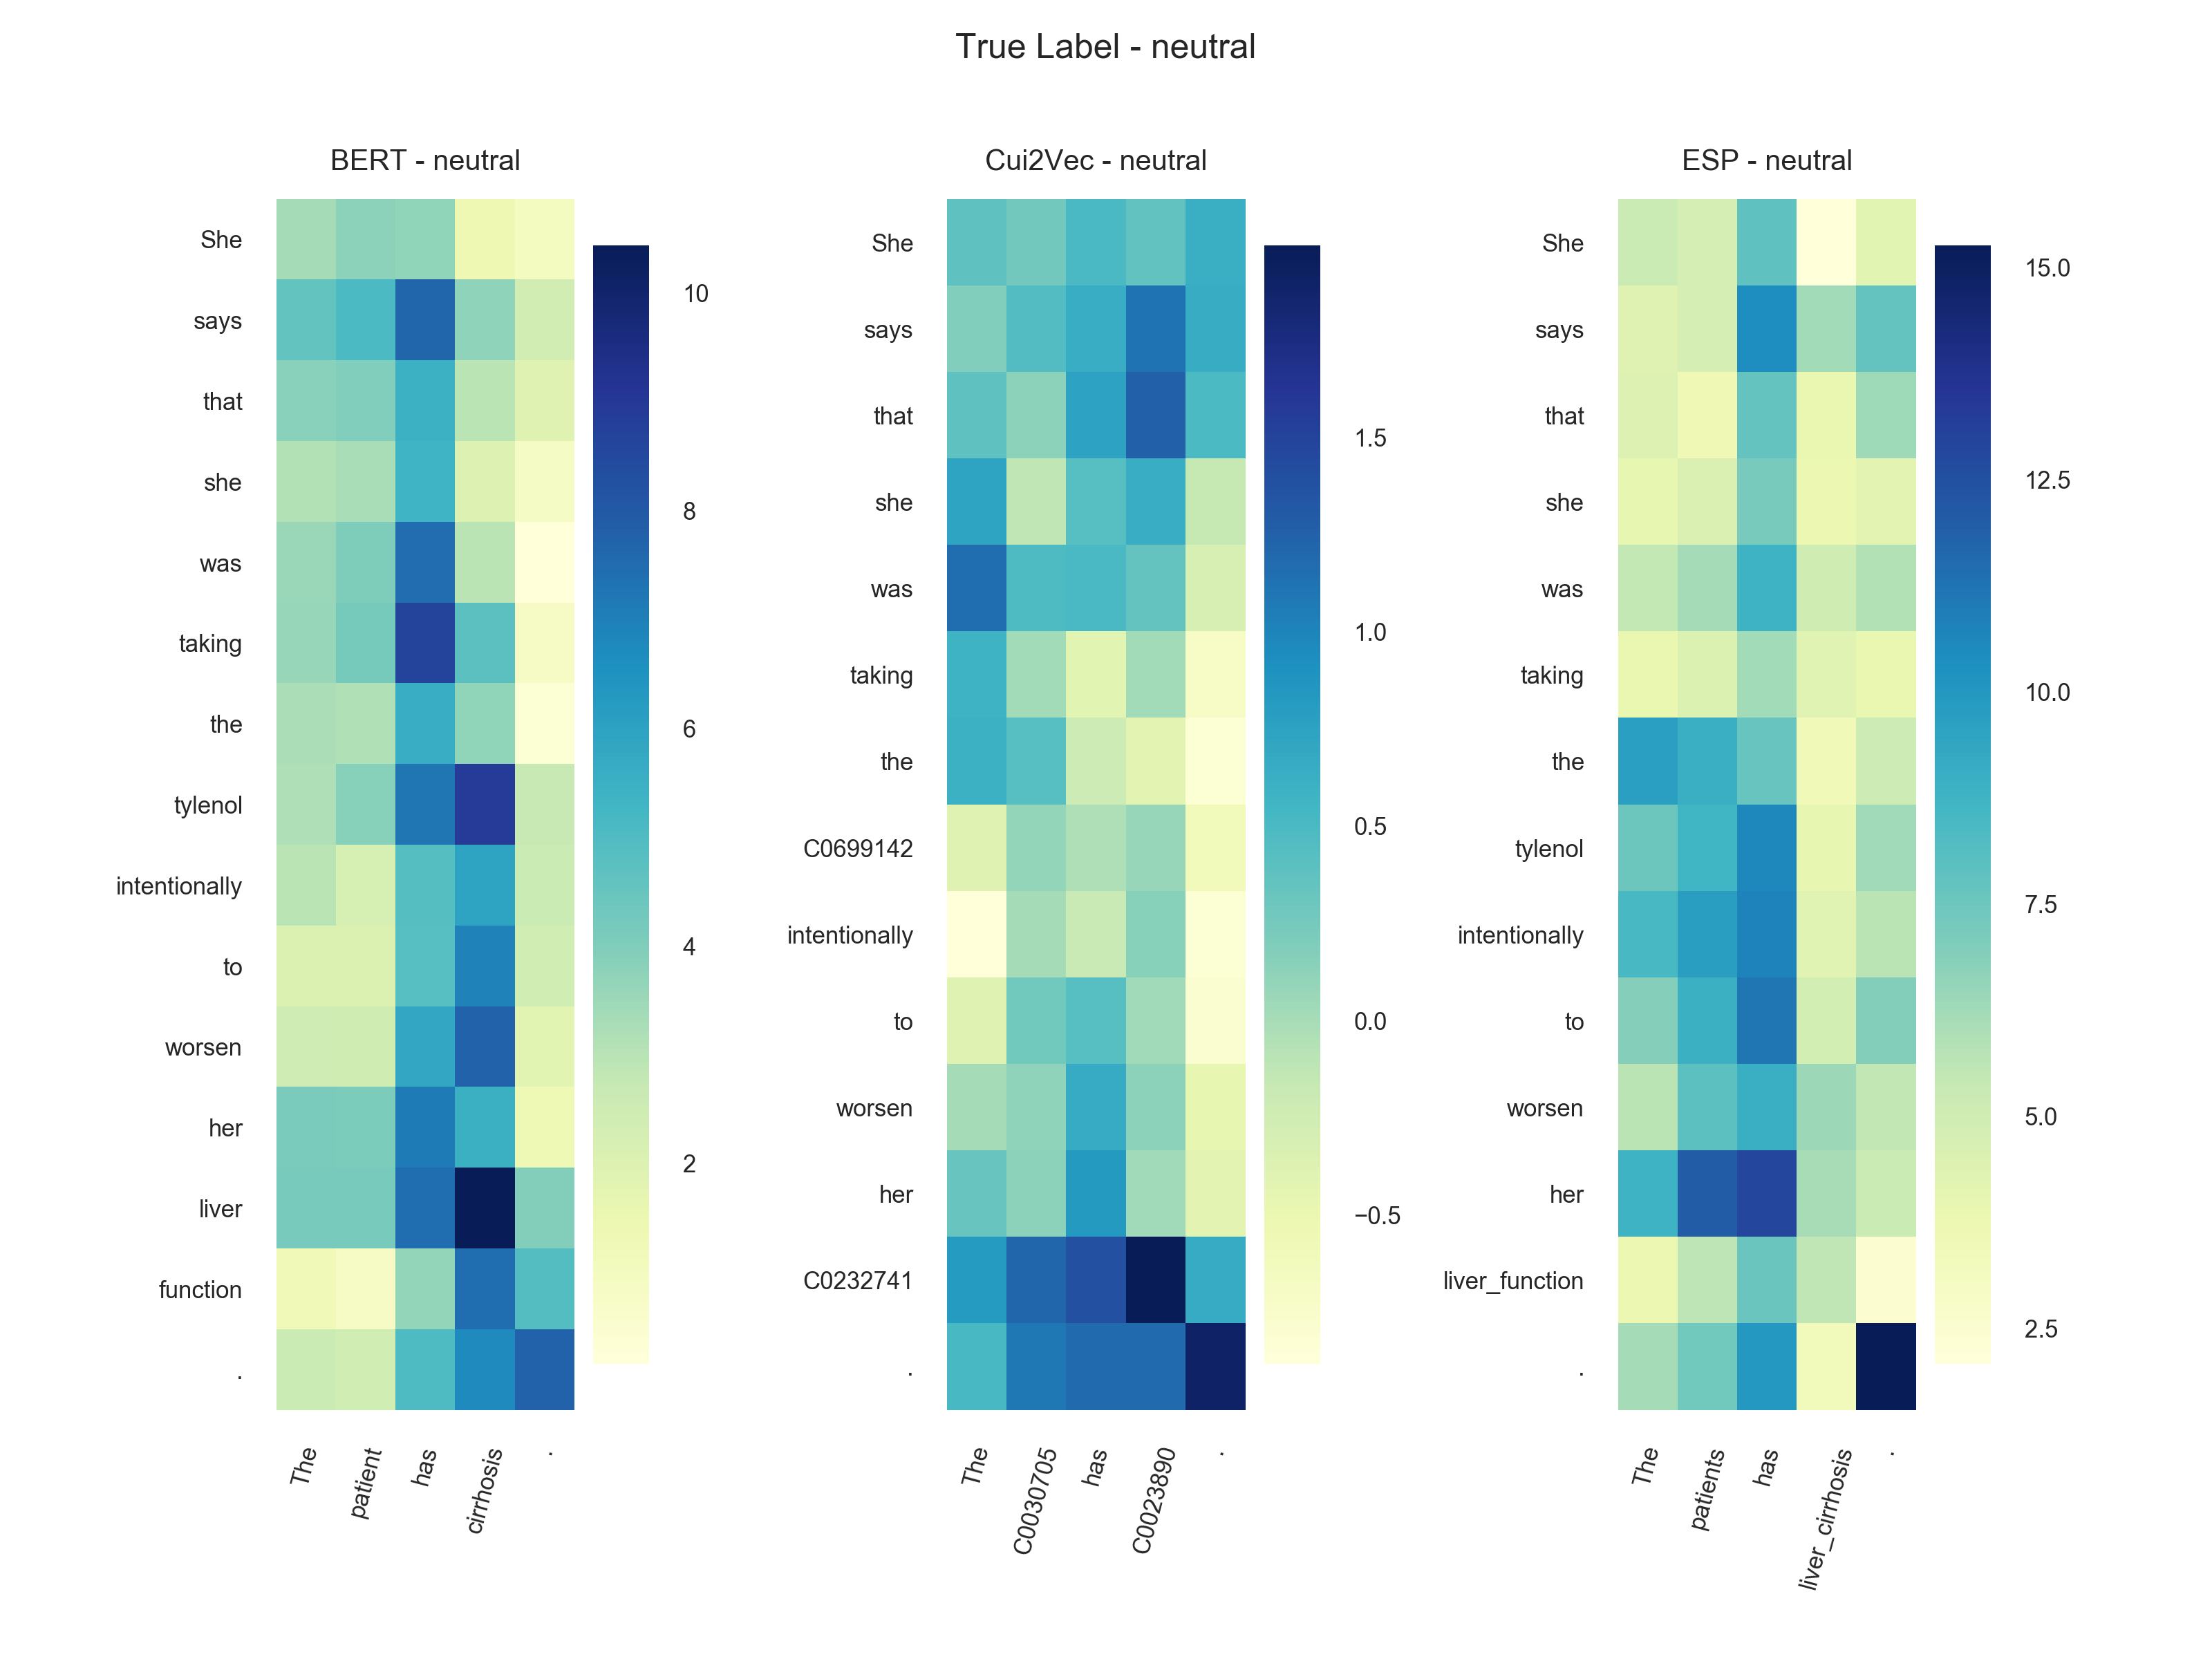 True Label - neutral
BERT - neutral
She
says
that
she
was
taking
the
tylenol
intentionally
to
worsen
her
liver
function
.
The
patient
has
cirrhosis
.
10
8
6
4
2
Cui2Vec - neutral
She
says
that
she
was
taking
the
C0699142
intentionally
to
worsen
her
C0232741
.
The
C0030705
has
C0023890
.
1.5
1.0
0.5
0.0
−0.5
ESP - neutral
She
says
that
she
was
taking
the
tylenol
intentionally
to
worsen
her
liver_function
.
The
patients
has
liver_cirrhosis
.
15.0
12.5
10.0
7.5
5.0
2.5